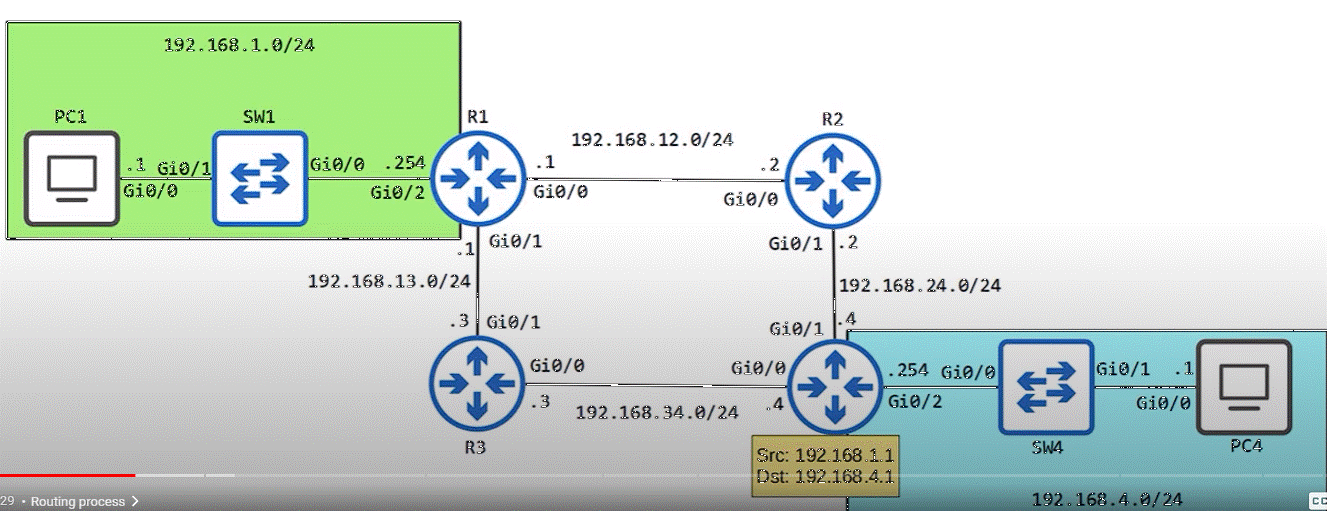 192.168.1.0/24
PC1
SW1
R1
R2
192.168.12.0/24
.1 Gi0/1
Gi0/0
Gi0/0 .254
Gi0/2
.1
Gi0/0
.2
Gi0/0
.1
Gi0/1
Gi0/1 .2
192.168.13.0/24
192.168.24.0/24
.3 Gi0/1
Gi0/1 .4
Gi0/0
.3
192.168.34.0/24
Gi0/0
.4
.254 Gi0/0
Gi0/2
Gi0/1 .1
Gi0/0
R3
SW4
PC4
Src: 192.168.1.1
Dst: 192.168.4.1
192.168.4.0/24
29 • Routing process >
CC